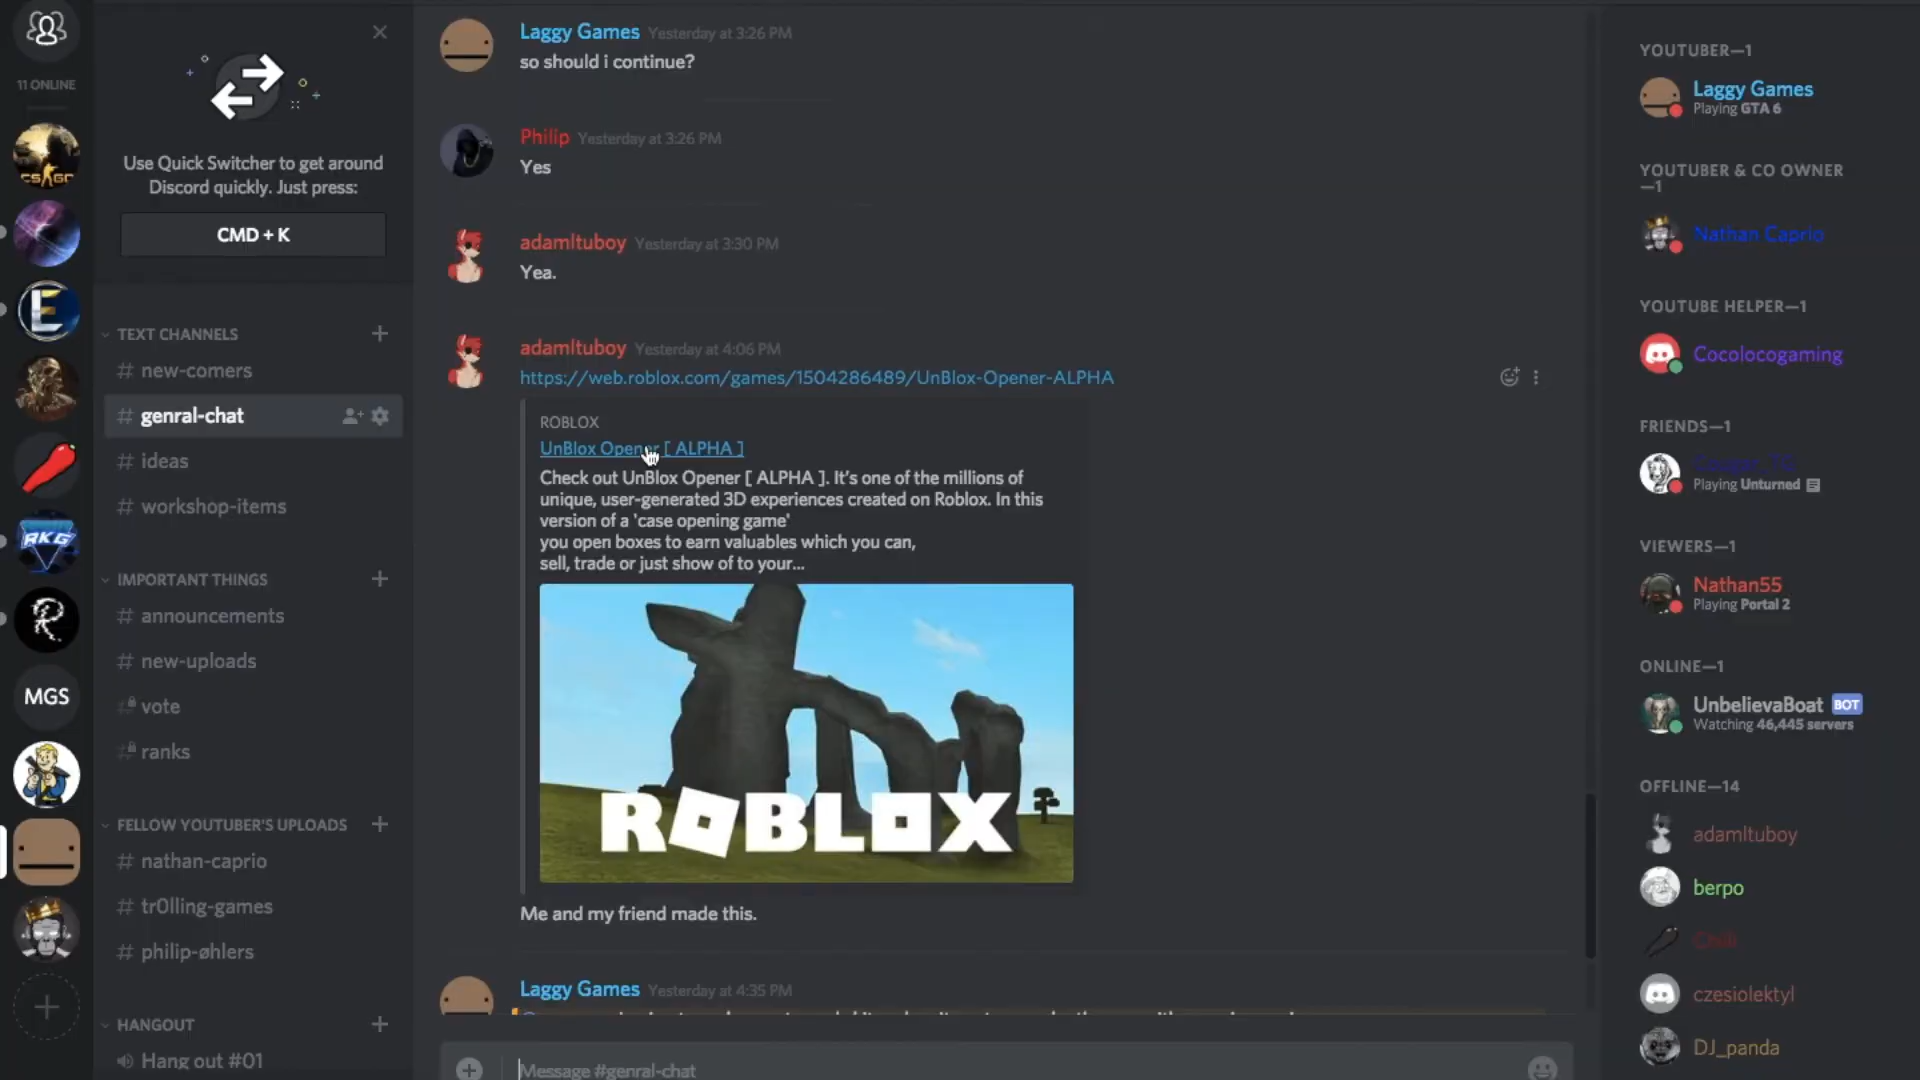 11 ONLINE
CS:GO
E
RKG
R
MGS
Use Quick Switcher to get around
Discord quickly. Just press:
CMD + K
TEXT CHANNELS
# new-comers
# genral-chat
# ideas
# workshop-items
IMPORTANT THINGS
# announcements
# new-uploads
# vote
# ranks
FELLOW YOUTUBER'S UPLOADS
# nathan-caprio
# tr0lling-games
# philip-øhlers
HANGOUT
Hang out #01
Laggy Games Yesterday at 3:26 PM
so should i continue?
Philip Yesterday at 3:26 PM
Yes
adamltuboy Yesterday at 3:30 PM
Yea.
adamltuboy Yesterday at 4:06 PM
https://web.roblox.com/games/1504286489/UnBlox-Opener-ALPHA
ROBLOX
UnBlox Opener [ ALPHA ]
Check out UnBlox Opener [ ALPHA ]. It's one of the millions of
unique, user-generated 3D experiences created on Roblox. In this
version of a 'case opening game'
you open boxes to earn valuables which you can,
sell, trade or just show of to your...
ROBLOX
Me and my friend made this.
Laggy Games Yesterday at 4:35 PM
Message #genral-chat
YOUTUBER—1
Laggy Games
Playing GTA 6
YOUTUBER & CO OWNER
—1
Nathan Caprio
YOUTUBE HELPER—1
Cocolocogaming
FRIENDS—1
Playing Unturned
VIEWERS—1
Nathan55
Playing Portal 2
ONLINE—1
UnbelievaBoat BOT
Watching 46,445 servers
OFFLINE—14
adamltuboy
berpo
Chili
czesiolektyl
DJ_panda